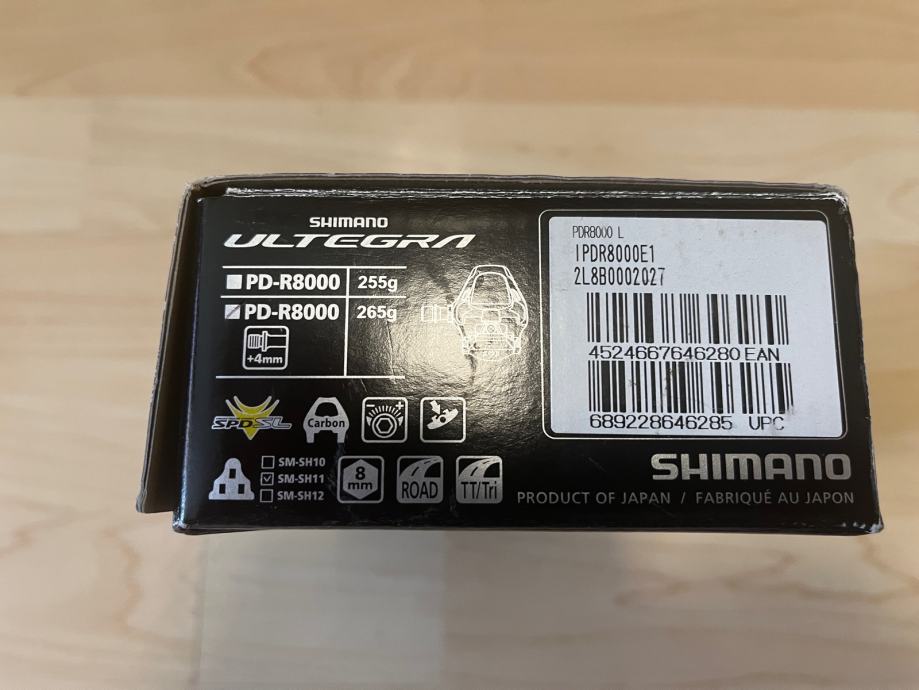 SHIMANO
ULTEGRA
PD-R8000 255g
PD-R8000 265g
+4mm
SPD-SL
Carbon
- +
SM-SH10
SM-SH11
SM-SH12
8
mm
ROAD
TT/Tri
PDR8000 L
IPDR8000E1
2L8B0002027
4524667646280 EAN
689228646285 UPC
SHIMANO
PRODUCT OF JAPAN / FABRIQUÉ AU JAPON